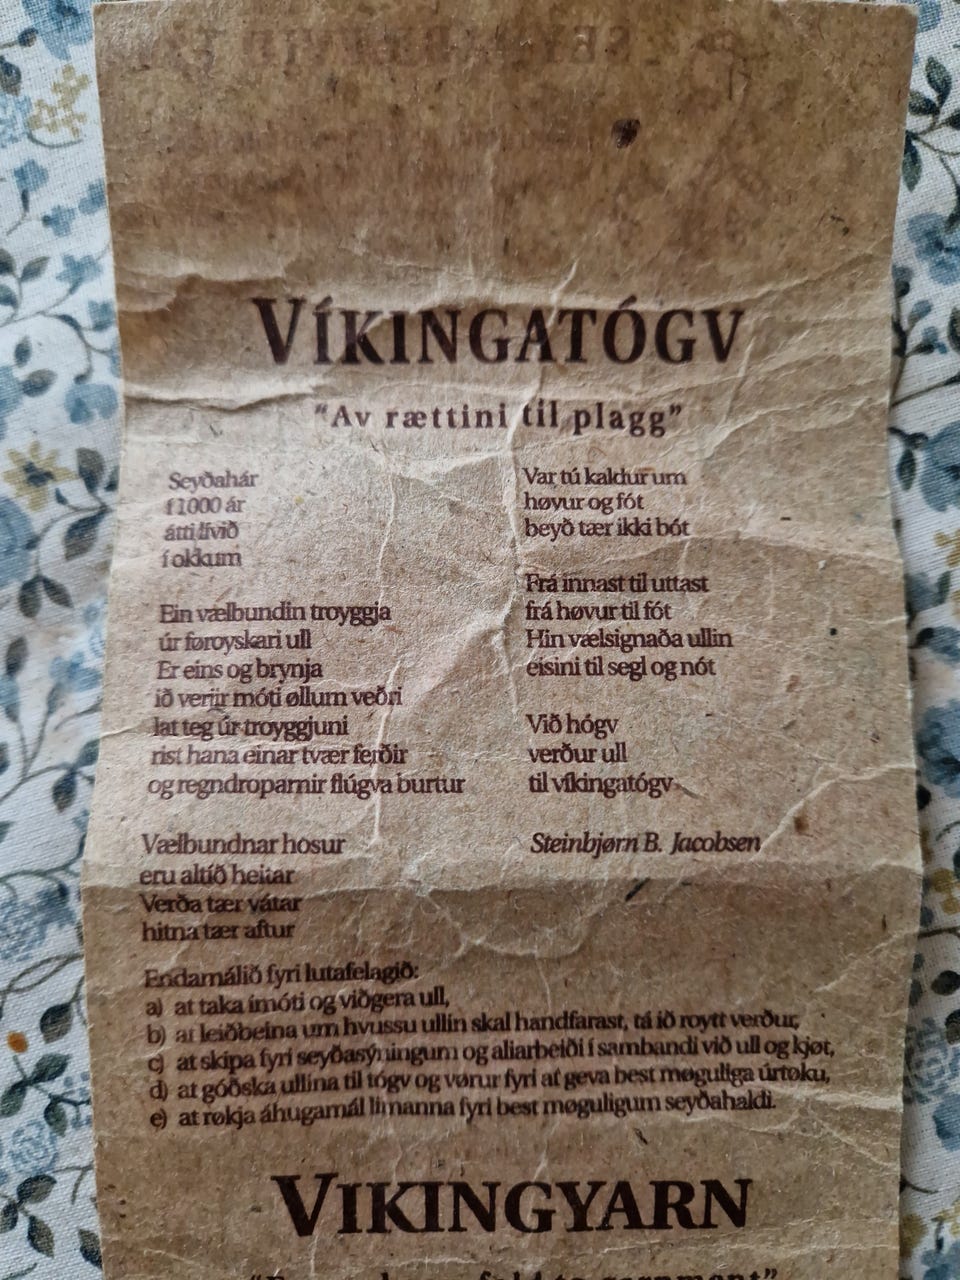 VÍKINGATÓGV
"Av rættini til plagg"
Seyðahár
í 1000 ár
átti lívið
í okkum
Ein vælbundin troyggja
úr føroyskari ull
Er eins og brynja
ið verjir móti øllum veðri
lat teg úr troyggjuni
rist hana einar tvær ferðir
og regndroparnir flúgva burtur
Vælbundnar hosur
eru altíð heitar
Verða tær vátar
hitna tær aftur
Var tú kaldur um
høvur og fót
beyð tær ikki bót
Frá innast til uttast
frá høvur til fót
Hin vælsignaða ullin
eisini til segl og nót
Við hógv
verður ull
til víkingatógv
Steinbjørn B. Jacobsen
Endamálið fyri lutafelagið:
a) at taka ímóti og viðgera ull,
b) at leiðbeina um hvussu ullin skal handfarast, tá ið roytt verður,
c) at skipa fyri seyðasýningum og aliarbeiði í sambandi við ull og kjøt,
d) at góðska ullina til tógv og vørur fyri at geva best møguliga úrtøku,
e) at røkja áhugamál limanna fyri best møguligum seyðahaldi.
VIKINGYARN